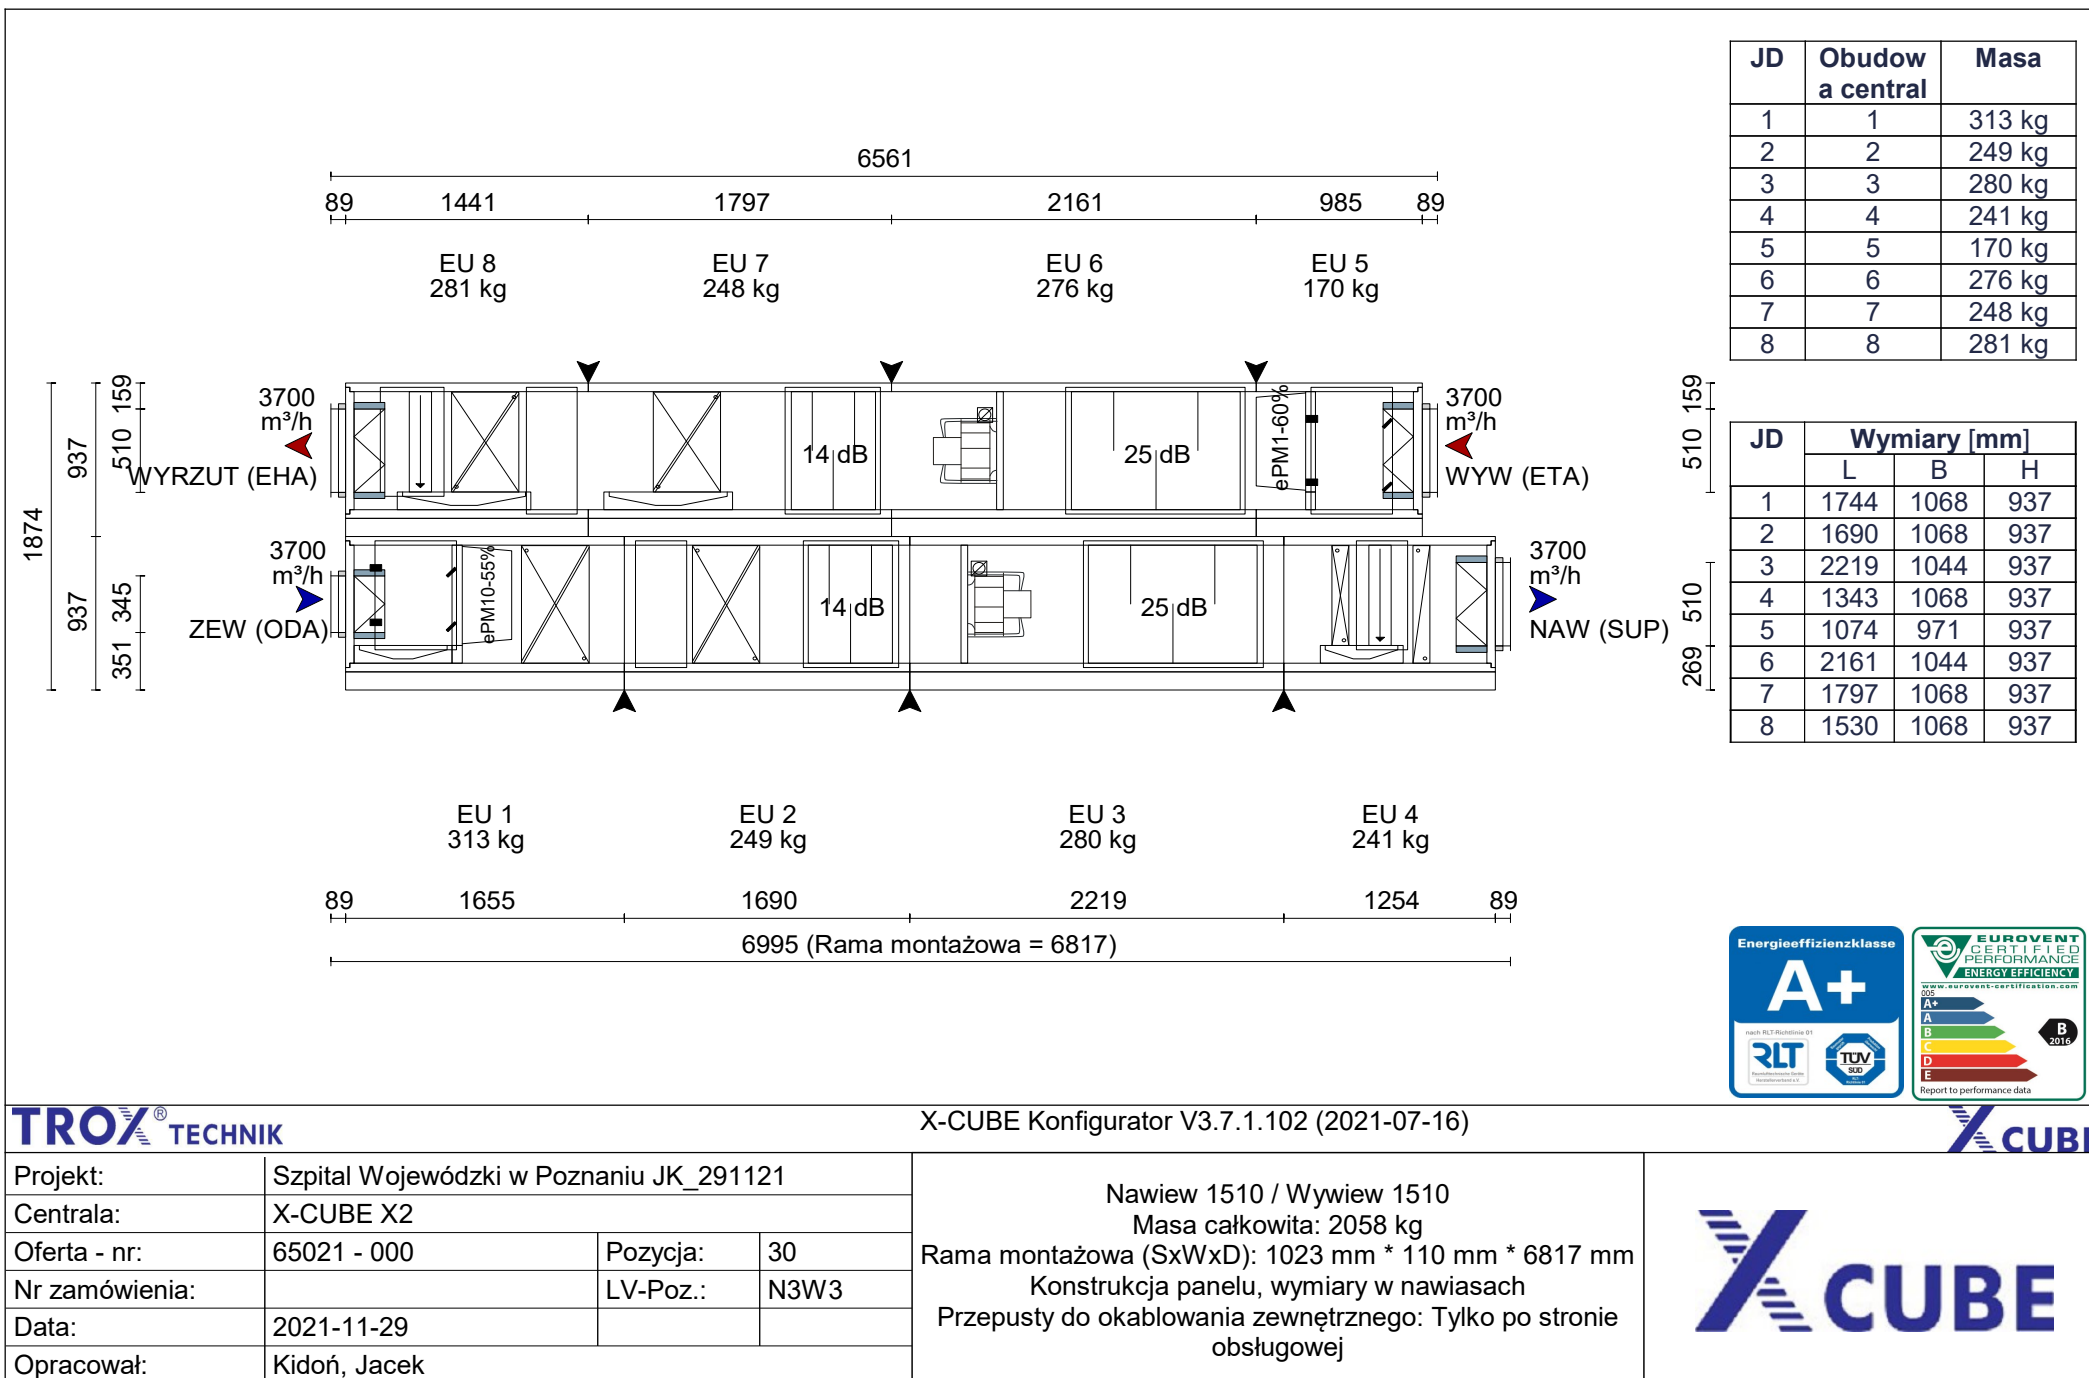 6561
89 1441 1797 2161 985 89
EU 8 EU 7 EU 6 EU 5
281 kg 248 kg 276 kg 170 kg
JD Obudow Masa
a central
1 1 313 kg
2 2 249 kg
3 3 280 kg
4 4 241 kg
5 5 170 kg
6 6 276 kg
7 7 248 kg
8 8 281 kg
1874
937
159
510
3700
m³/h
WYRZUT (EHA)
14 dB
25 dB
ePM1-60%
3700
m³/h
WYW (ETA)
159
510
937
345
351
3700
m³/h
ZEW (ODA)
ePM10-55%
14 dB
25 dB
3700
m³/h
NAW (SUP)
510
269
JD Wymiary [mm]
L B H
1 1744 1068 937
2 1690 1068 937
3 2219 1044 937
4 1343 1068 937
5 1074 971 937
6 2161 1044 937
7 1797 1068 937
8 1530 1068 937
EU 1 EU 2 EU 3 EU 4
313 kg 249 kg 280 kg 241 kg
89 1655 1690 2219 1254 89
6995 (Rama montażowa = 6817)
Energieeffizienzklasse
A+
nach RLT-Richtlinie 01
RLT
TÜV
SÜD
EUROVENT
CERTIFIED
PERFORMANCE
ENERGY EFFICIENCY
www.eurovent-certification.com
005
A+
A
B
C
D
E
B
2016
Report to performance data
TROX® TECHNIK
X-CUBE Konfigurator V3.7.1.102 (2021-07-16)
X CUBE
Projekt: Szpital Wojewódzki w Poznaniu JK_291121
Centrala: X-CUBE X2
Oferta - nr: 65021 - 000 Pozycja: 30
Nr zamówienia: LV-Poz.: N3W3
Data: 2021-11-29
Opracował: Kidoń, Jacek
Nawiew 1510 / Wywiew 1510
Masa całkowita: 2058 kg
Rama montażowa (SxWxD): 1023 mm * 110 mm * 6817 mm
Konstrukcja panelu, wymiary w nawiasach
Przepusty do okablowania zewnętrznego: Tylko po stronie
obsługowej
X CUBE